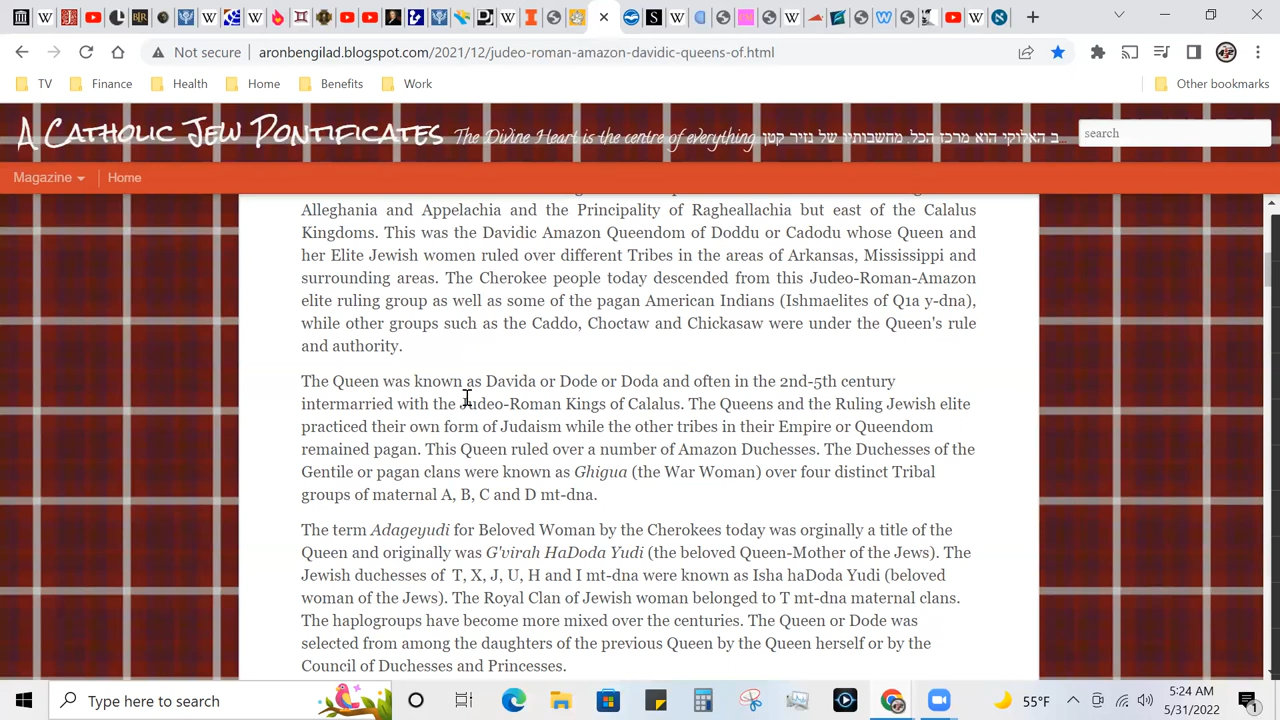 Not secure
aronbengilad.blogspot.com/2021/12/judeo-roman-amazon-davidic-queens-of.html
TV
Finance
Health
Home
Benefits
Work
Other bookmarks
A Catholic Jew Pontificates
The Divine Heart is the centre of everything ב האלוקי הוא מרכז הכל. מחשבותיו של נזיר קטן
search
Magazine
Home
Alleghania and Appelachia and the Principality of Ragheallachia but east of the Calalus
Kingdoms. This was the Davidic Amazon Queendom of Doddu or Cadodu whose Queen and
her Elite Jewish women ruled over different Tribes in the areas of Arkansas, Mississippi and
surrounding areas. The Cherokee people today descended from this Judeo-Roman-Amazon
elite ruling group as well as some of the pagan American Indians (Ishmaelites of Q1a y-dna),
while other groups such as the Caddo, Choctaw and Chickasaw were under the Queen's rule
and authority.
The Queen was known as Davida or Dode or Doda and often in the 2nd-5th century
intermarried with the Judeo-Roman Kings of Calalus. The Queens and the Ruling Jewish elite
practiced their own form of Judaism while the other tribes in their Empire or Queendom
remained pagan. This Queen ruled over a number of Amazon Duchesses. The Duchesses of the
Gentile or pagan clans were known as Ghigua (the War Woman) over four distinct Tribal
groups of maternal A, B, C and D mt-dna.
The term Adageyudi for Beloved Woman by the Cherokees today was orginally a title of the
Queen and originally was G'virah HaDoda Yudi (the beloved Queen-Mother of the Jews). The
Jewish duchesses of T, X, J, U, H and I mt-dna were known as Isha haDoda Yudi (beloved
woman of the Jews). The Royal Clan of Jewish woman belonged to T mt-dna maternal clans.
The haplogroups have become more mixed over the centuries. The Queen or Dode was
selected from among the daughters of the previous Queen by the Queen herself or by the
Council of Duchesses and Princesses.
Type here to search
55°F
5:24 AM
5/31/2022
1